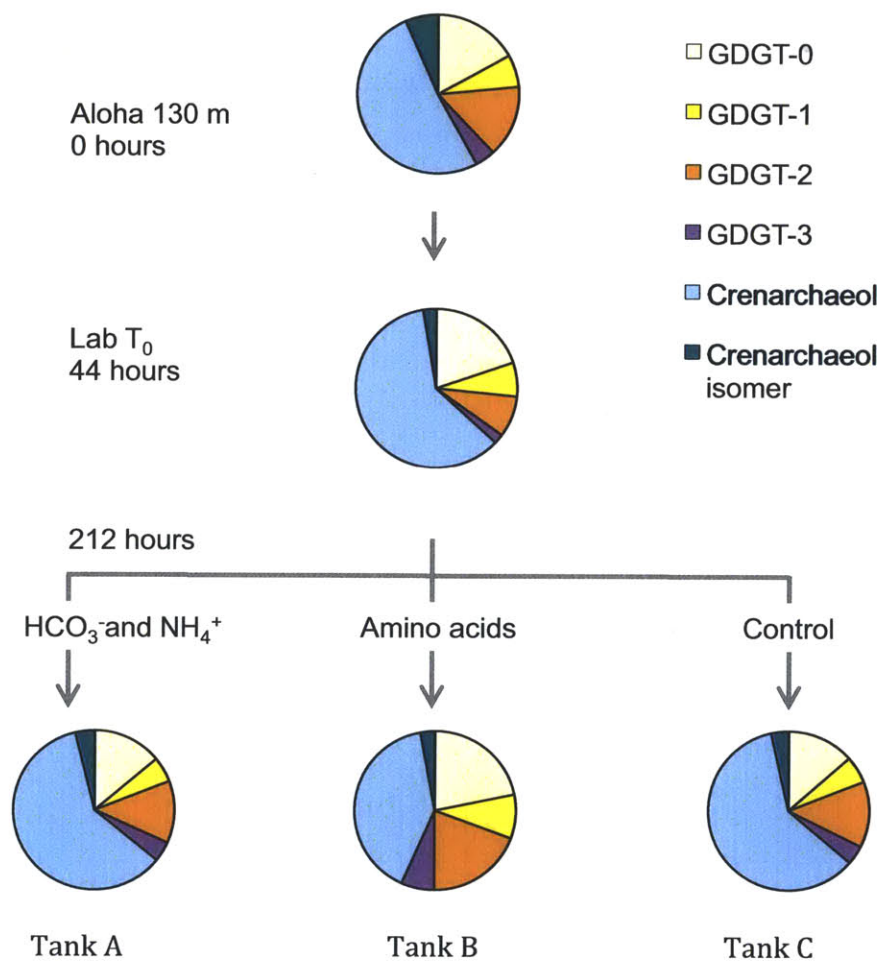 Aloha 130 m
0 hours
GDGT-0
GDGT-1
GDGT-2
GDGT-3
Crenarchaeol
Crenarchaeol
isomer
Lab T₀
44 hours
212 hours
HCO₃⁻and NH₄⁺
Amino acids
Control
Tank A
Tank B
Tank C